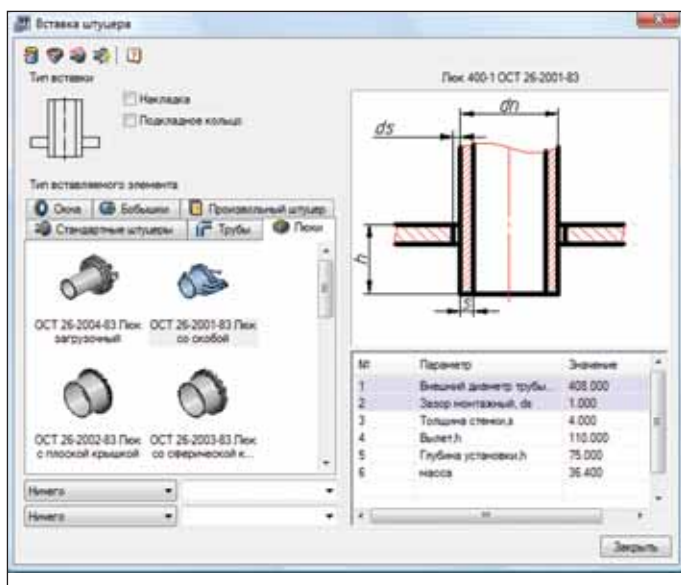 Вставка штуцера
Тип вставки
Накладка
Подкладное кольцо
Тип вставляемого элемента
Окна
Бобышки
Произвольный штуцер
Стандартные штуцеры
Трубы
Люки
ОСТ 26-2004-83 Люк загрузочный
ОСТ 26-2001-83 Люк со скобой
ОСТ 26-2002-83 Люк с плоской крышкой
ОСТ 26-2003-83 Люк со сферической к...
Ничего
Ничего
Люк 400-1 ОСТ 26-2001-83
dn
ds
h
s
№ Параметр Значение
1 Внешний диаметр трубы... 408.000
2 Зазор монтажный, ds 1.000
3 Толщина стенки,s 4.000
4 Вылет,h 110.000
5 Глубина установки,h 75.000
6 масса 36.400
Закрыть